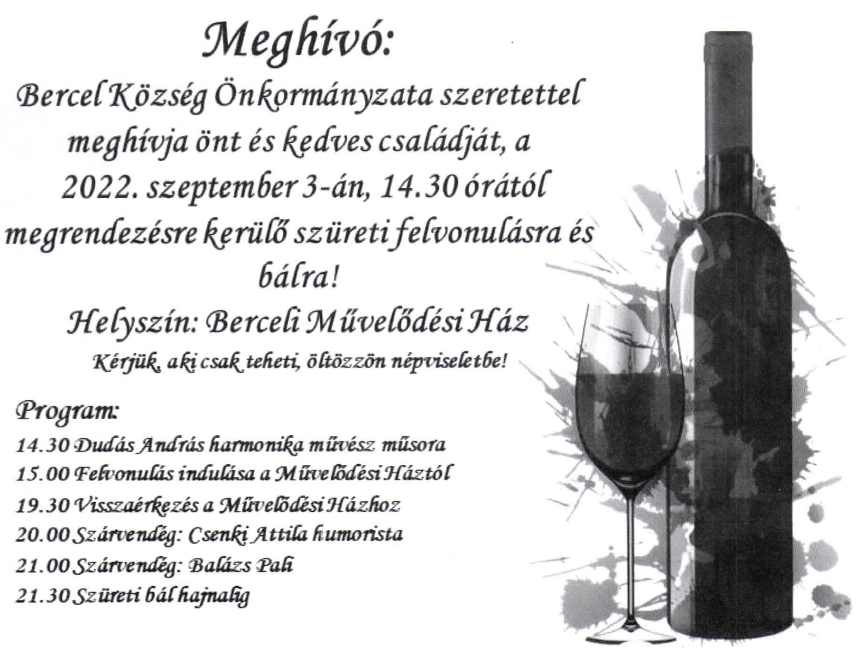 Meghívó:
Bercel Község Önkormányzata szeretettel
meghívja önt és kedves családját, a
2022. szeptember 3-án, 14.30 órától
megrendezésre kerülő szüreti felvonulásra és
bálra!
Helyszín: Berceli Művelődési Ház
Kérjük, aki csak teheti, öltözzön népviseletbe!
Program:
14.30 Dudás András harmonika művész műsora
15.00 Felvonulás indulása a Művelődési Háztól
19.30 Visszaérkezés a Művelődési Házhoz
20.00 Szárvendég: Csenki Attila humorista
21.00 Szárvendég: Balázs Pali
21.30 Szüreti bál hajnalig